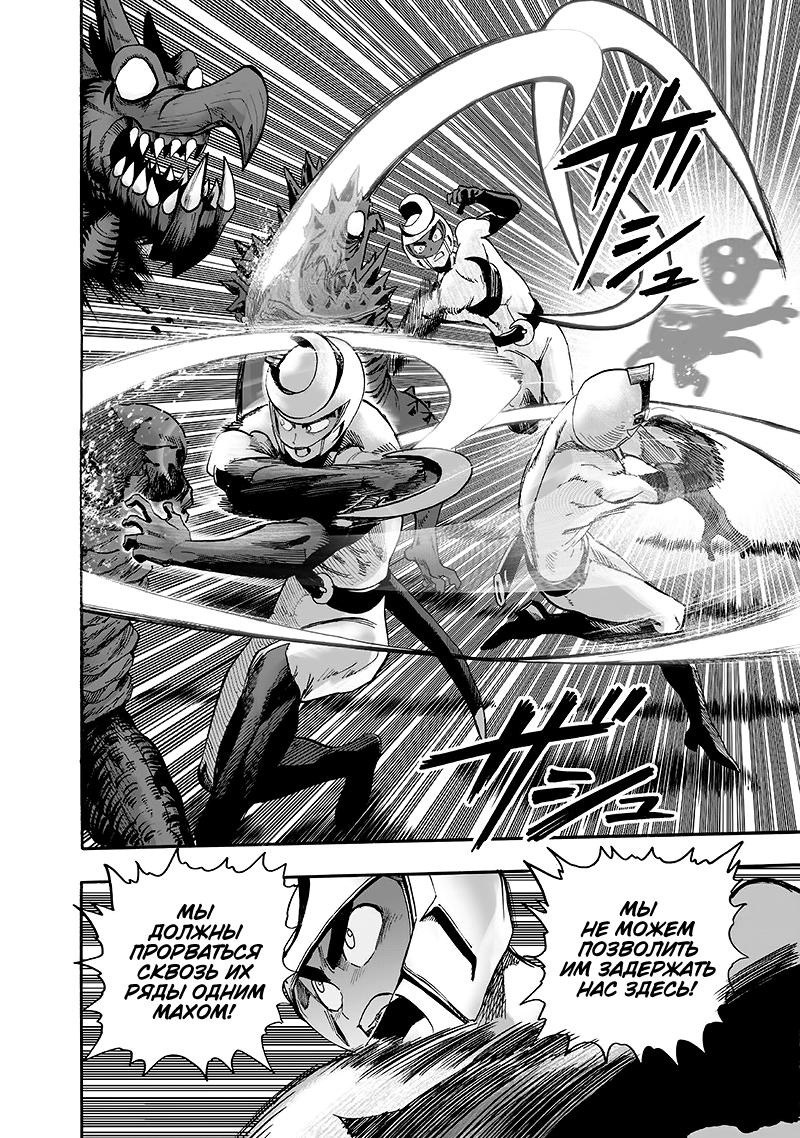 ザシュ
ザシュ
МЫ
НЕ МОЖЕМ
ПОЗВОЛИТЬ
ИМ ЗАДЕРЖАТЬ
НАС ЗДЕСЬ!
МЫ
ДОЛЖНЫ
ПРОРВАТЬСЯ
СКВОЗЬ ИХ
РЯДЫ ОДНИМ
МАХОМ!